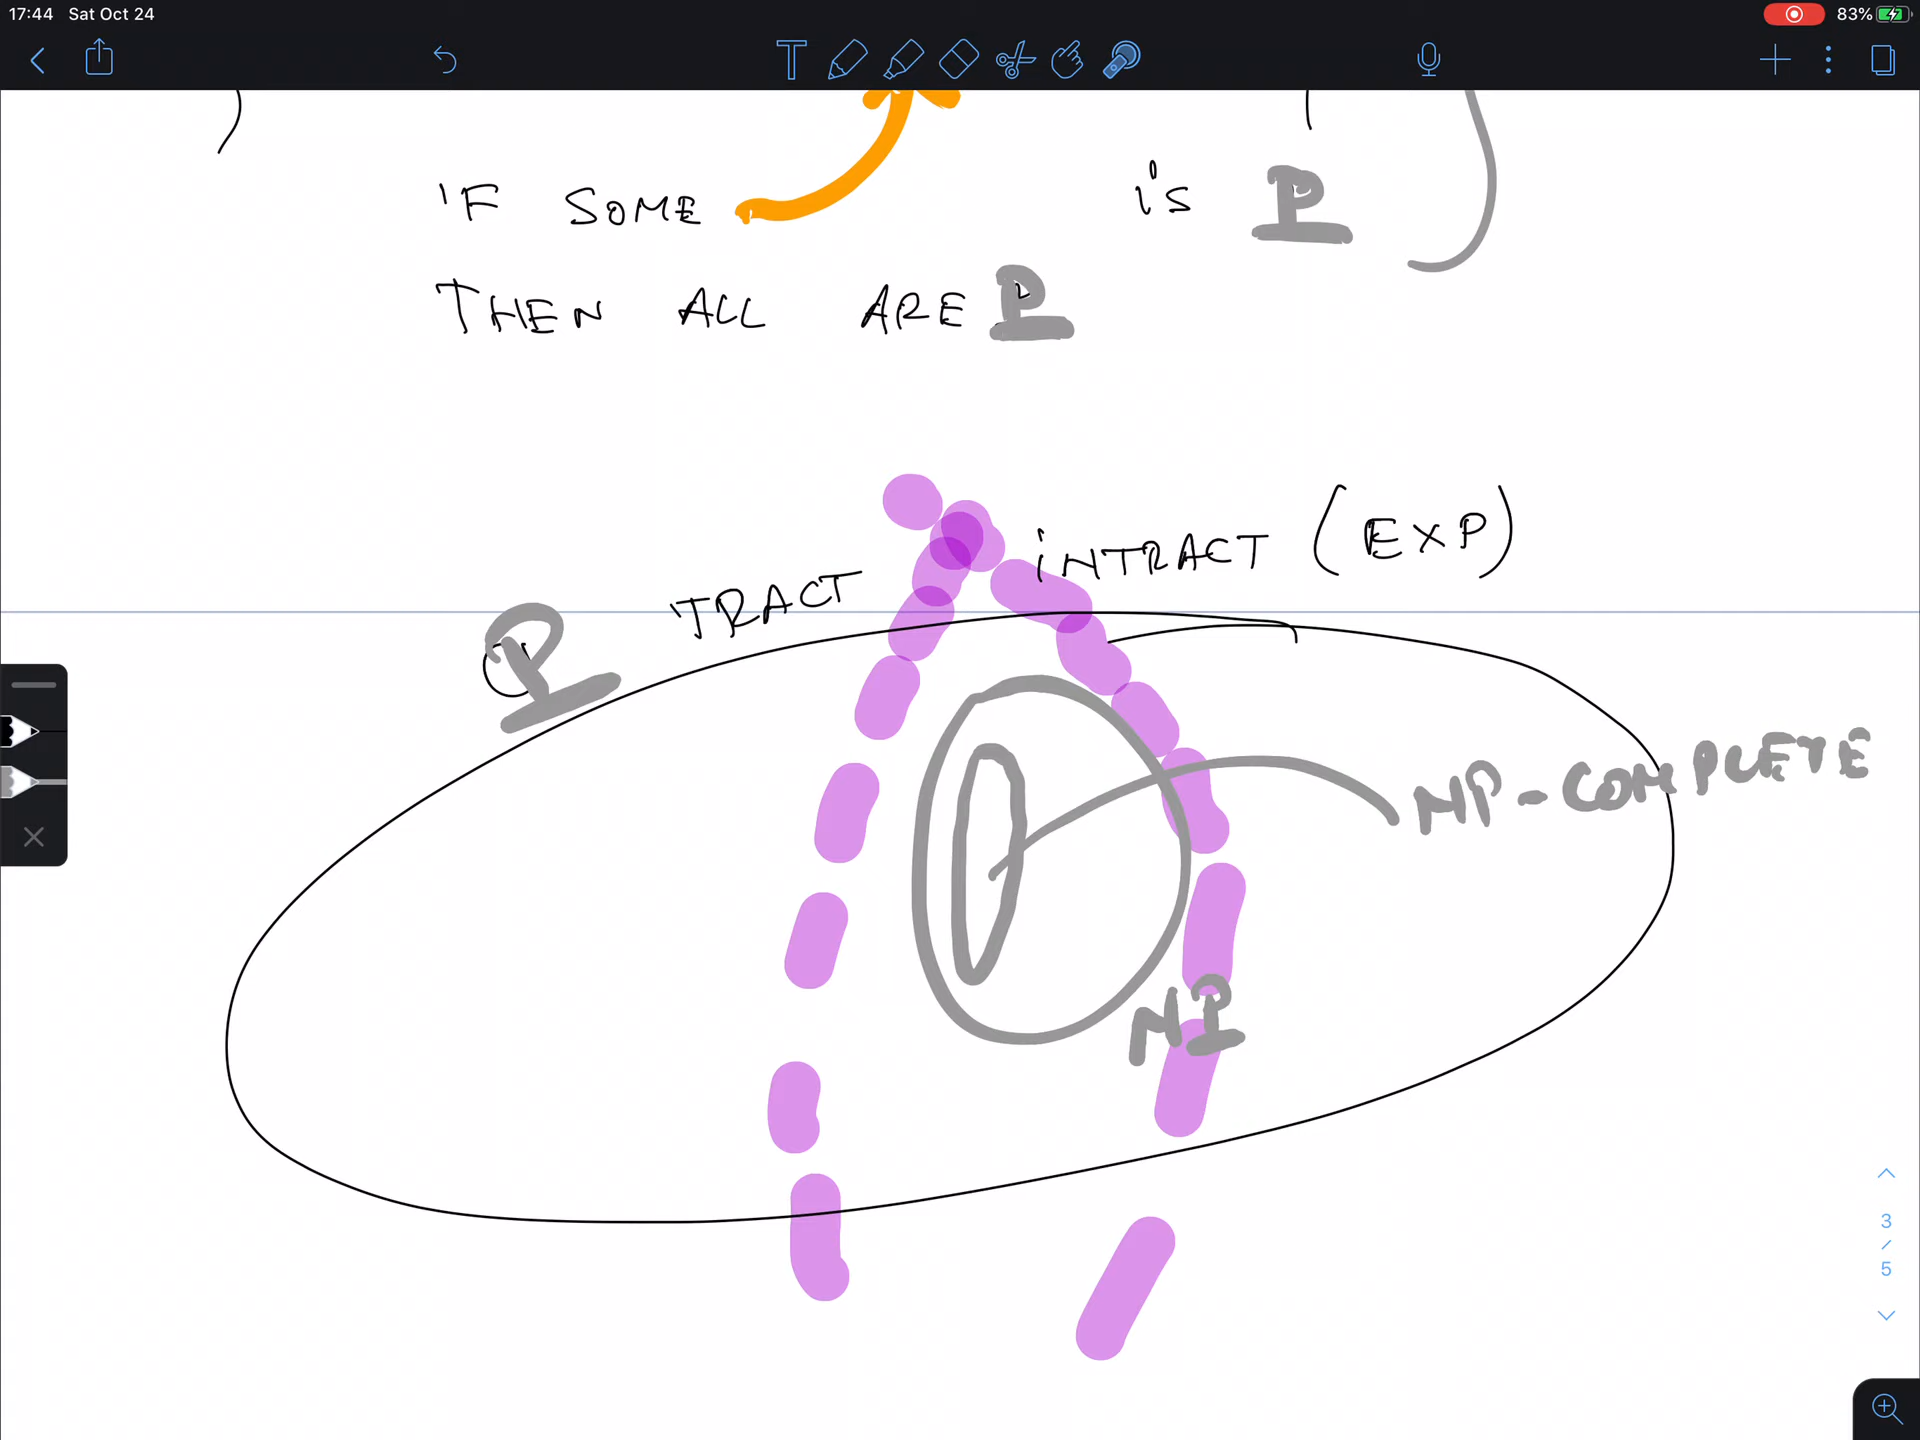 17:44 Sat Oct 24
83%
IF SOME is P
THEN ALL ARE P
INTRACT (EXP)
P TRACT
NP-COMPLETE
NP
3
/
5